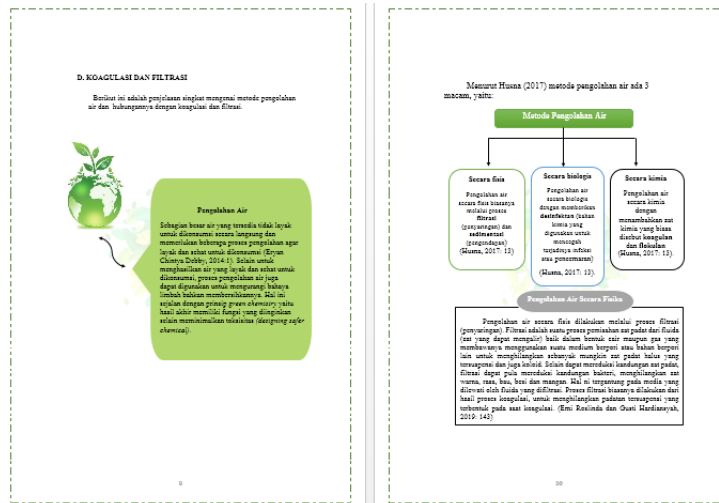 D. KOAGULASI DAN FILTRASI
Berikut ini adalah penjelasan singkat mengenai metode pengolahan
air dan hubungannya dengan koagulasi dan filtrasi.
Pengolahan Air
Sebagian besar air yang tersedia tidak layak
untuk dikonsumsi secara langsung dan
memerlukan beberapa proses pengolahan agar
layak dan sehat untuk dikonsumsi (Eryan
Chintya Debby, 2014:1). Selain untuk
menghasilkan air yang layak dan sehat untuk
dikonsumsi, proses pengolahan air juga
dapat digunakan untuk mengurangi bahaya
limbah bahkan membersihkannya. Hal ini
sejalan dengan prinsip green chemistry yaitu
hasil akhir memiliki fungsi yang diinginkan
selain meminimalkan toksisitas (designing safer
chemical).
9
Menurut Husna (2017) metode pengolahan air ada 3
macam, yaitu:
Metode Pengolahan Air
Secara fisis
Pengolahan air
secara fisis biasanya
melalui proses
filtrasi
(penyaringan) dan
sedimentasi
(pengendapan)
(Husna, 2017: 13)
Secara biologis
Pengolahan air
secara biologis
dengan memberikan
desinfektan (bahan
kimia yang
digunakan untuk
mencegah
terjadinya infeksi
atau pencemaran)
(Husna, 2017: 13).
Secara kimia
Pengolahan air
secara kimia
dengan
menambahkan zat
kimia yang biasa
disebut koagulan
dan flokulan
(Husna, 2017: 13).
Pengolahan Air Secara Fisika
Pengolahan air secara fisis dilakukan melalui proses filtrasi
(penyaringan). Filtrasi adalah suatu proses pemisahan zat padat dari fluida
(zat yang dapat mengalir) baik dalam bentuk cair maupun gas yang
membawanya menggunakan suatu medium berpori atau bahan berpori
lain untuk menghilangkan sebanyak mungkin zat padat halus yang
tersuspensi dan juga koloid. Selain dapat mereduksi kandungan zat padat,
filtrasi dapat pula mereduksi kandungan bakteri, menghilangkan zat
warna, rasa, bau, besi dan mangan. Hal ni tergantung pada media yang
dilewati oleh fluida yang difiltrasi. Proses filtrasi biasanya dilakukan dari
hasil proses koagulasi, untuk menghilangkan padatan tersuspensi yang
terbentuk pada saat koagulasi. (Erni Roslinda dan Gusti Hardiansyah,
2019: 143)